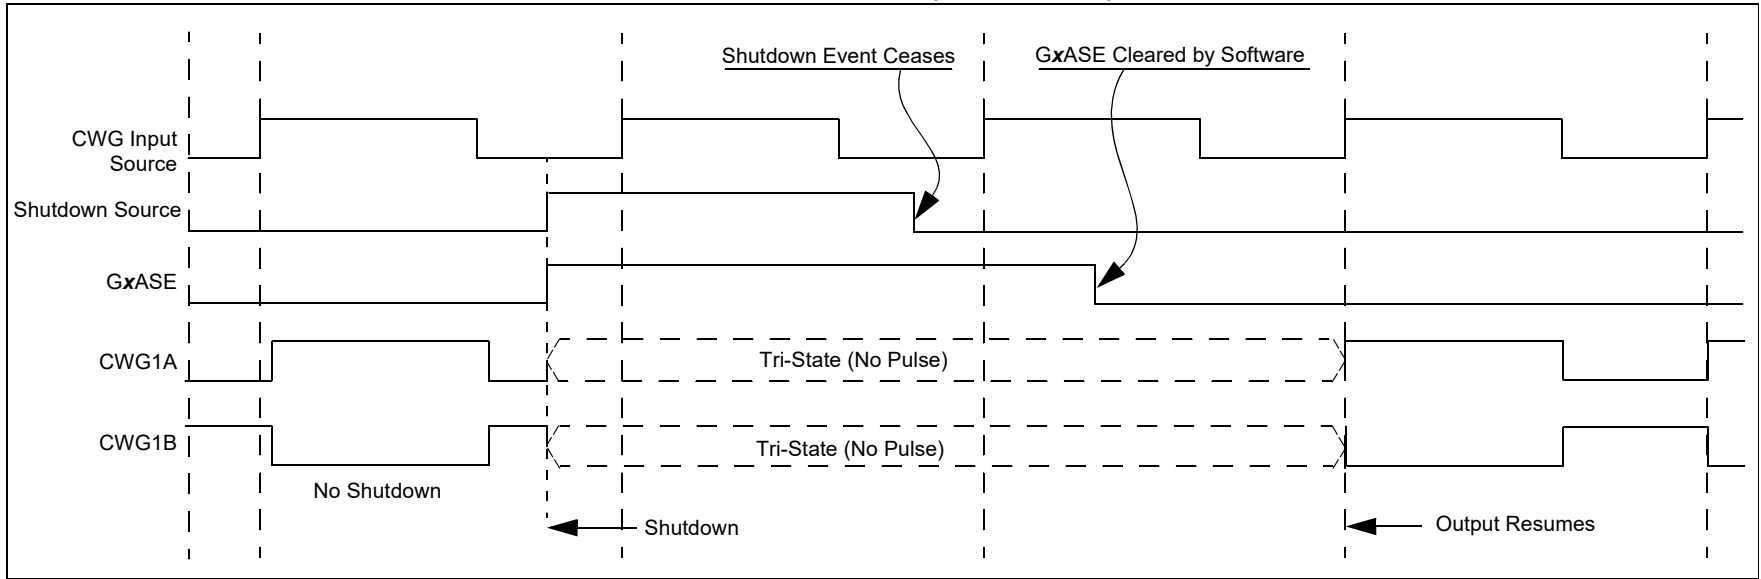 Shutdown Event Ceases
GxASE Cleared by Software
CWG Input
Source
Shutdown Source
GxASE
CWG1A
Tri-State (No Pulse)
CWG1B
Tri-State (No Pulse)
No Shutdown
Shutdown
Output Resumes